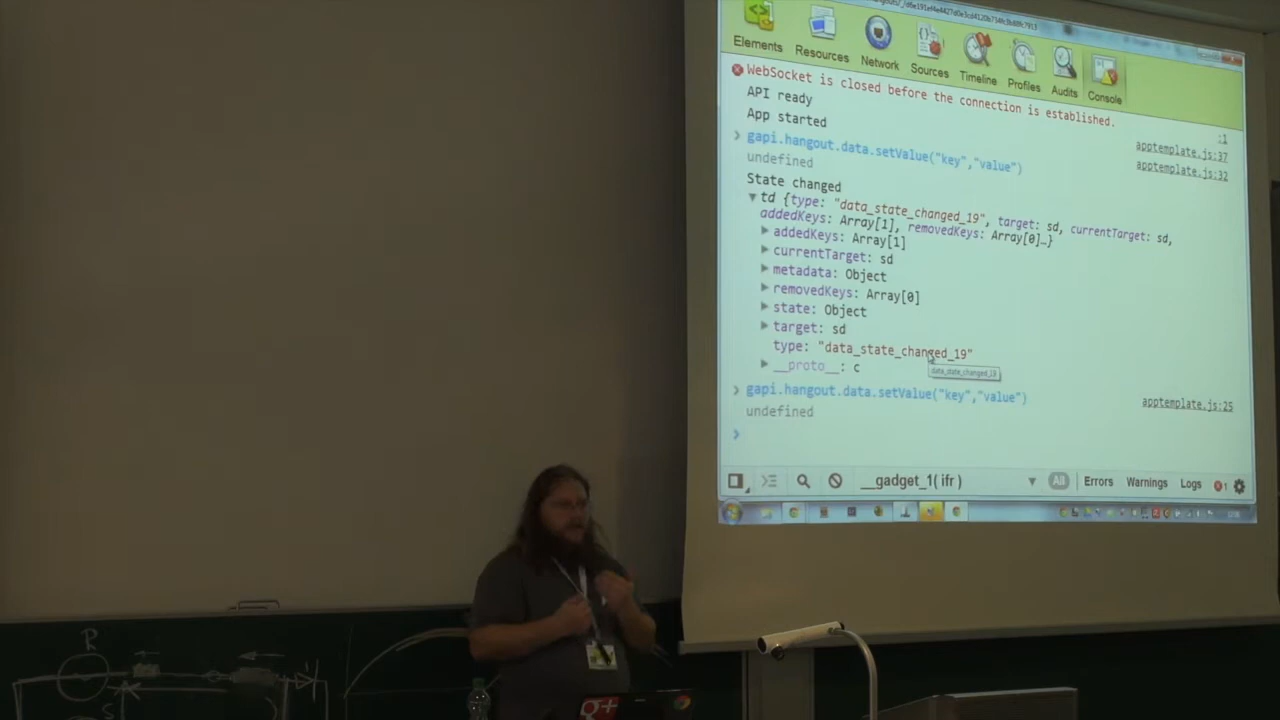 Elements Resources Network Sources Timeline Profiles Audits Console
WebSocket is closed before the connection is established.
:1
API ready
apptemplate.js:37
App started
apptemplate.js:32
gapi.hangout.data.setValue("key","value")
undefined
State changed
td {type: "data_state_changed_19", target: sd, currentTarget: sd,
addedKeys: Array[1], removedKeys: Array[0]…}
addedKeys: Array[1]
currentTarget: sd
metadata: Object
removedKeys: Array[0]
state: Object
target: sd
type: "data_state_changed_19"
data_state_changed_19
__proto__: c
apptemplate.js:25
gapi.hangout.data.setValue("key","value")
undefined
__gadget_1( ifr ) All Errors Warnings Logs 1
R
S
g+